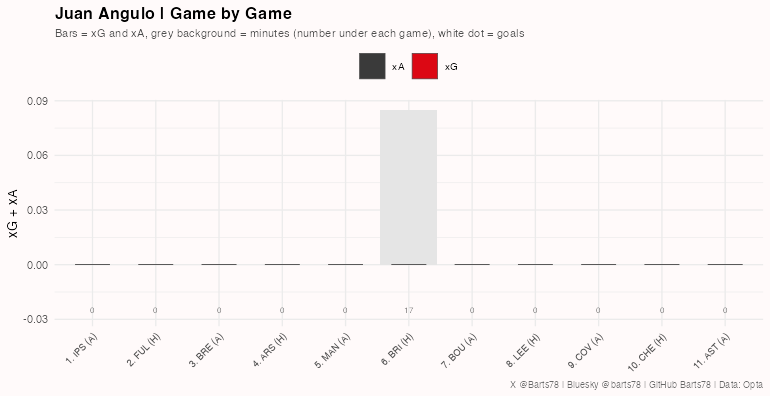 Juan Angulo | Game by Game
Bars = xG and xA, grey background = minutes (number under each game), white dot = goals
xA xG
xG + xA
0.09
0.06
0.03
0.00
-0.03
0 0 0 0 0 17 0 0 0 0 0
1. IPS (A) 2. FUL (H) 3. BRE (A) 4. ARS (H) 5. MAN (A) 6. BRI (H) 7. BOU (A) 8. LEE (H) 9. COV (A) 10. CHE (H) 11. AST (A)
X @Barts78 | Bluesky @barts78 | GitHub Barts78 | Data: Opta